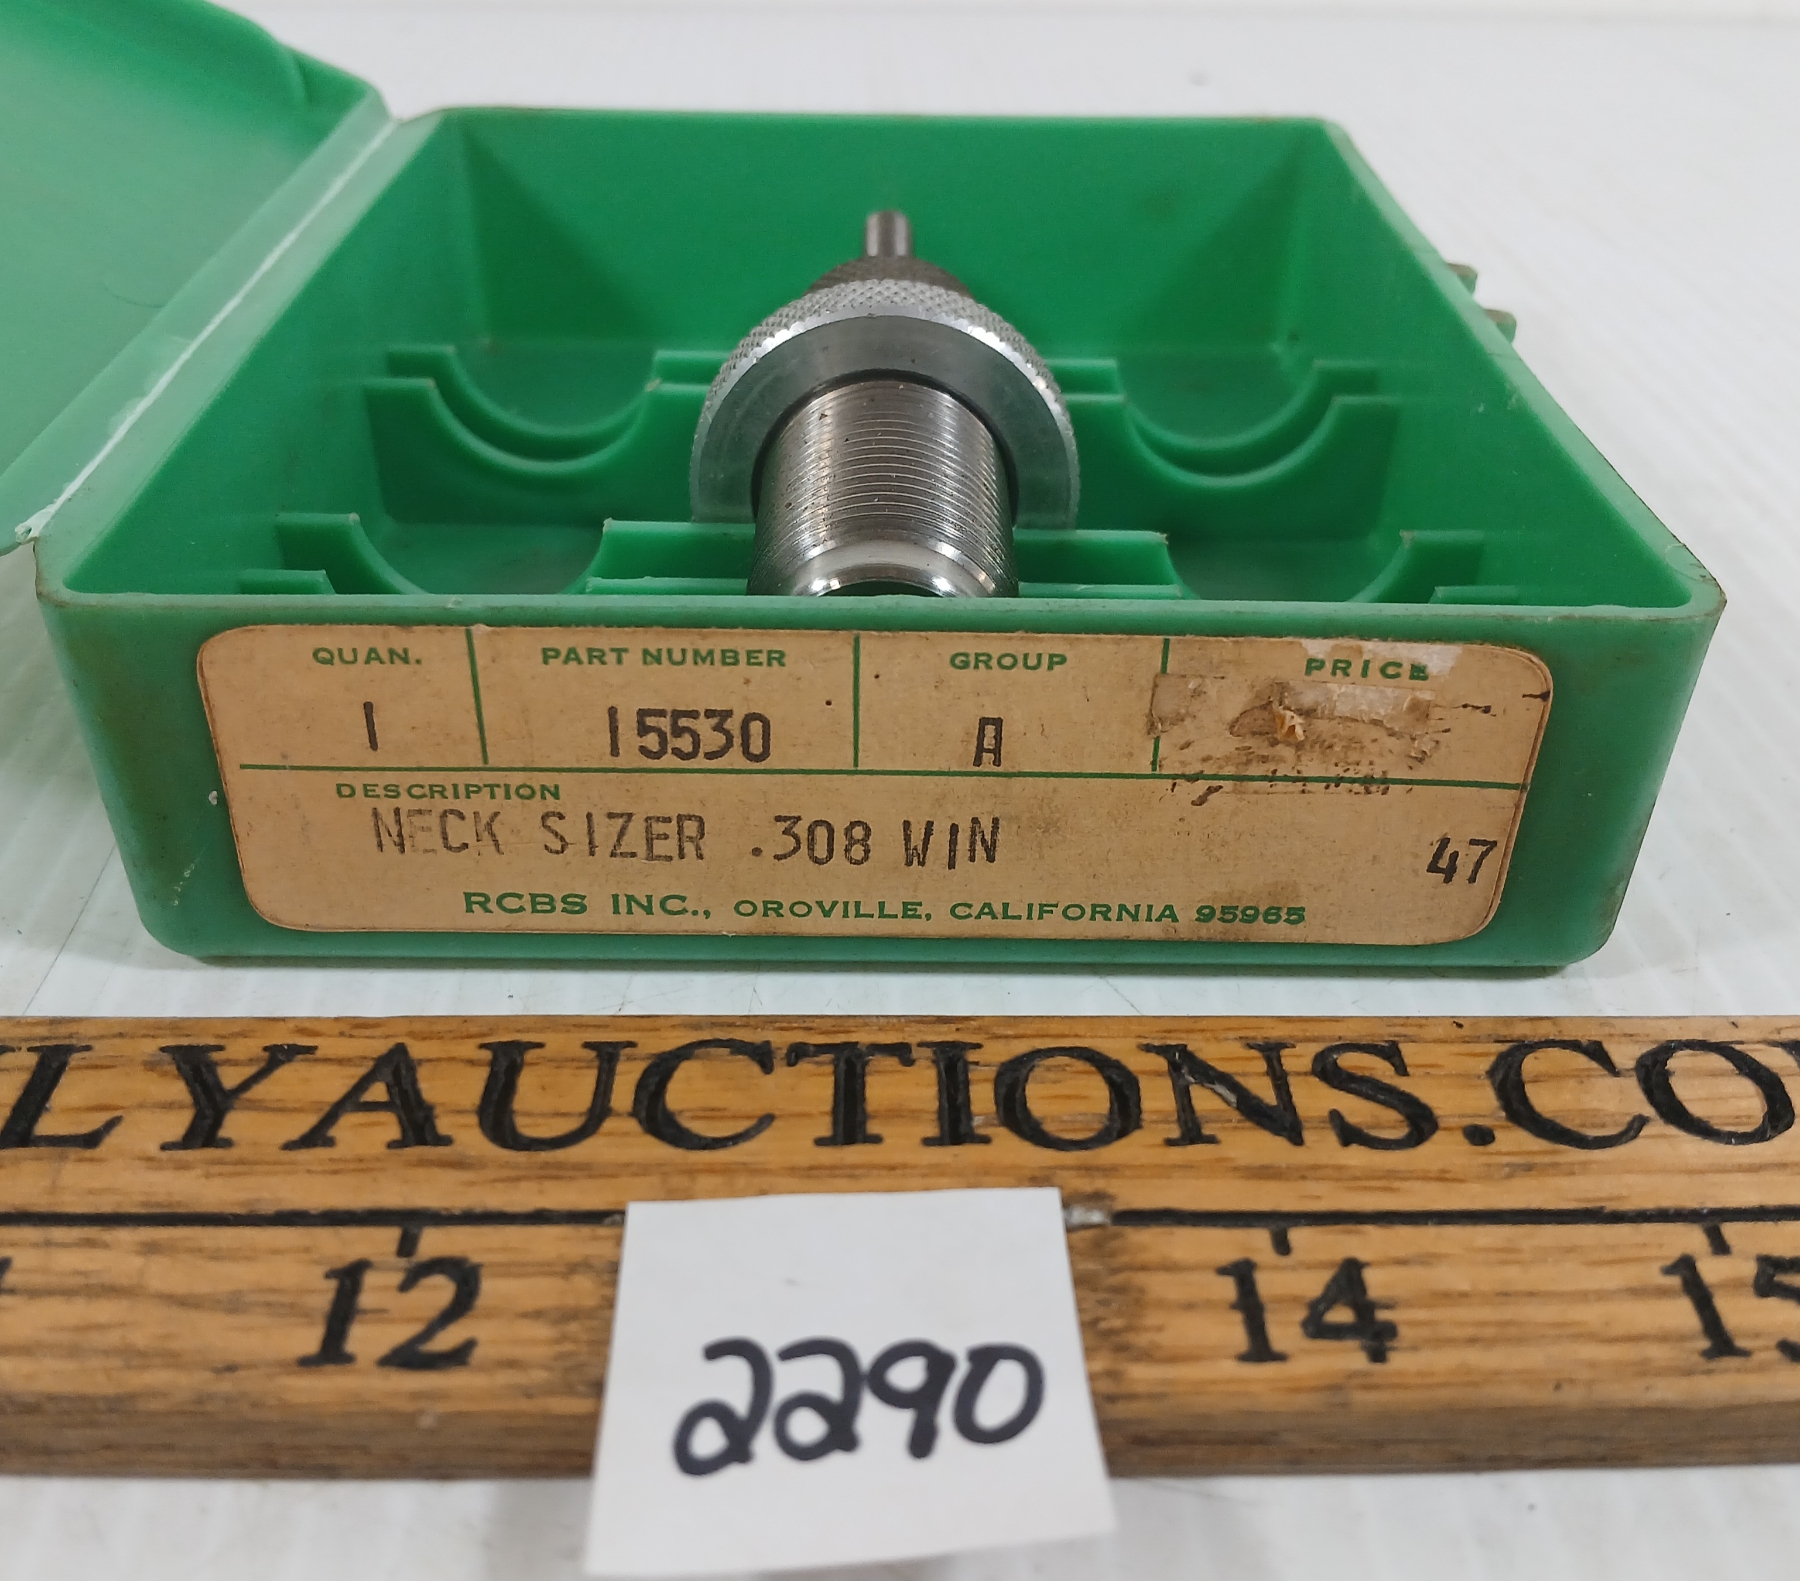 QUAN. PART NUMBER GROUP PRICE
1 15530 A
DESCRIPTION
NECK SIZER .308 WIN 47
RCBS INC., OROVILLE, CALIFORNIA 95965
LYAUCTIONS.CO
12 14 15
2290